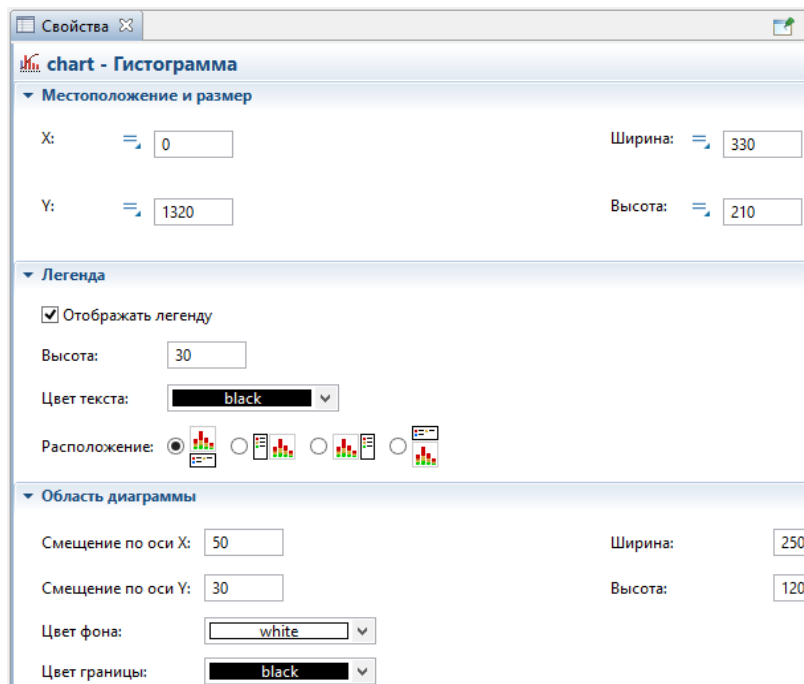 Свойства
chart - Гистограмма
Местоположение и размер
X: 0 Ширина: 330
Y: 1320 Высота: 210
Легенда
Отображать легенду
Высота: 30
Цвет текста: black
Расположение:
Область диаграммы
Смещение по оси X: 50 Ширина: 250
Смещение по оси Y: 30 Высота: 120
Цвет фона: white
Цвет границы: black